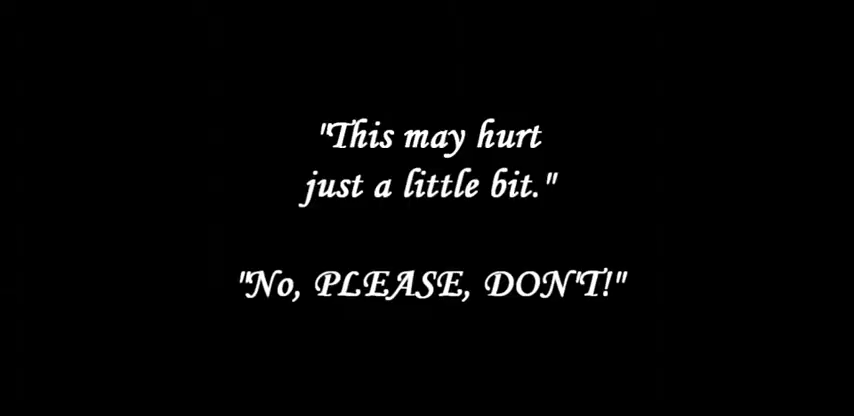 "This may hurt
just a little bit."
"No, PLEASE, DON'T!"